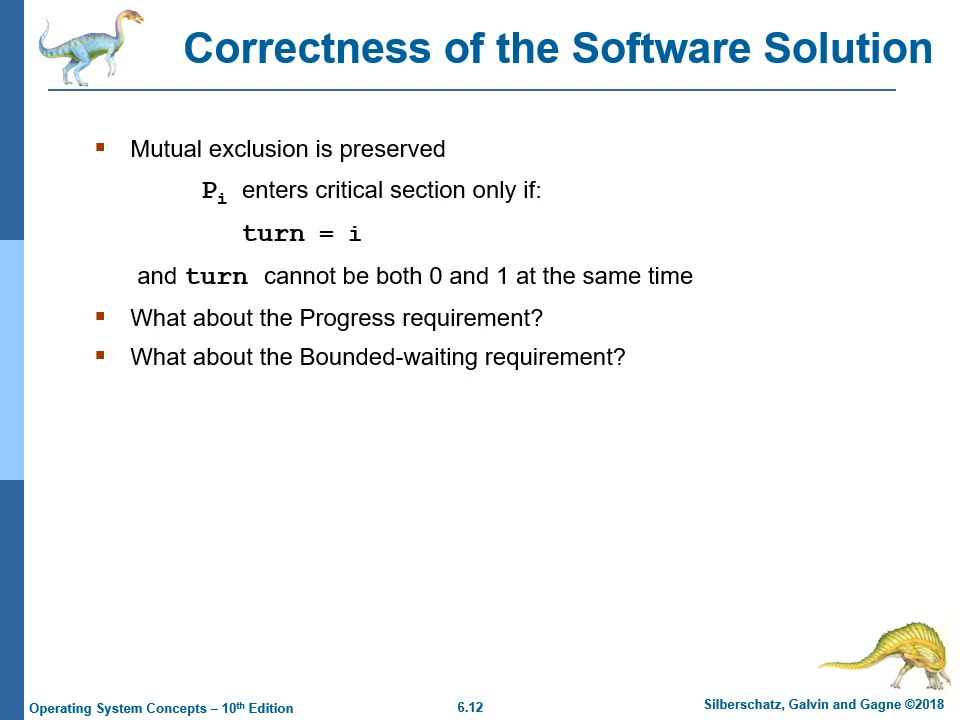 Correctness of the Software Solution
▪ Mutual exclusion is preserved
Pi enters critical section only if:
turn = i
and turn cannot be both 0 and 1 at the same time
▪ What about the Progress requirement?
▪ What about the Bounded-waiting requirement?
Operating System Concepts – 10th Edition
6.12
Silberschatz, Galvin and Gagne ©2018